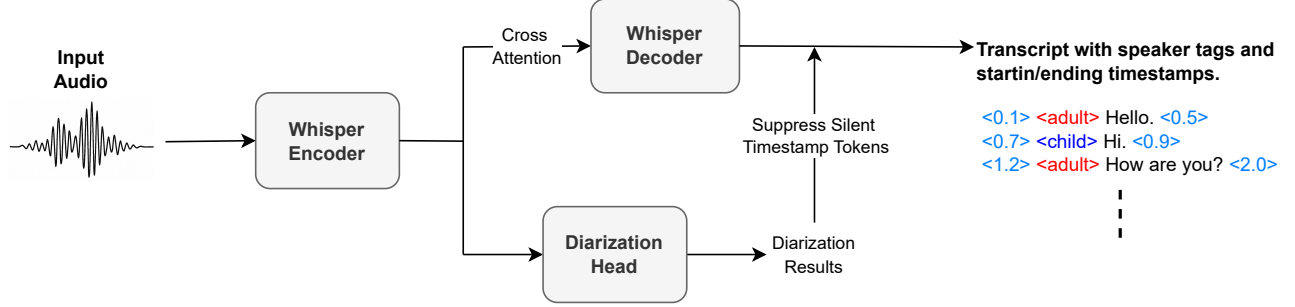 Input
Audio
Whisper
Encoder
Cross
Attention
Whisper
Decoder
Suppress Silent
Timestamp Tokens
Diarization
Head
Diarization
Results
Transcript with speaker tags and
startin/ending timestamps.
<0.1> <adult> Hello. <0.5>
<0.7> <child> Hi. <0.9>
<1.2> <adult> How are you? <2.0>